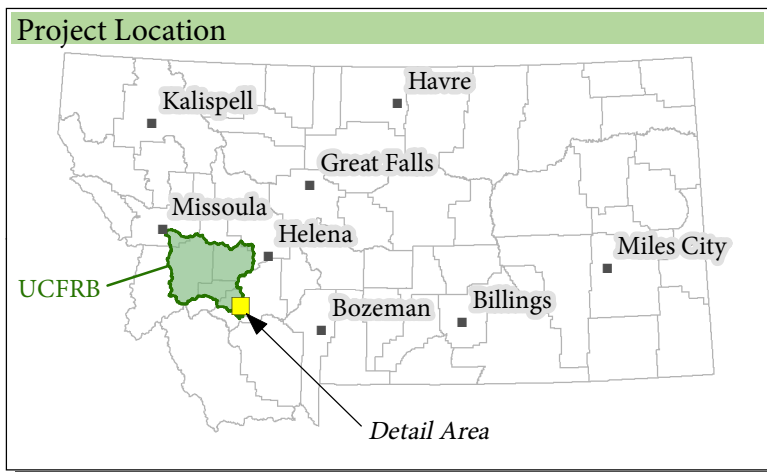 Project Location
Havre
Kalispell
Great Falls
Missoula
Helena
Miles City
UCFRB
Bozeman
Billings
Detail Area